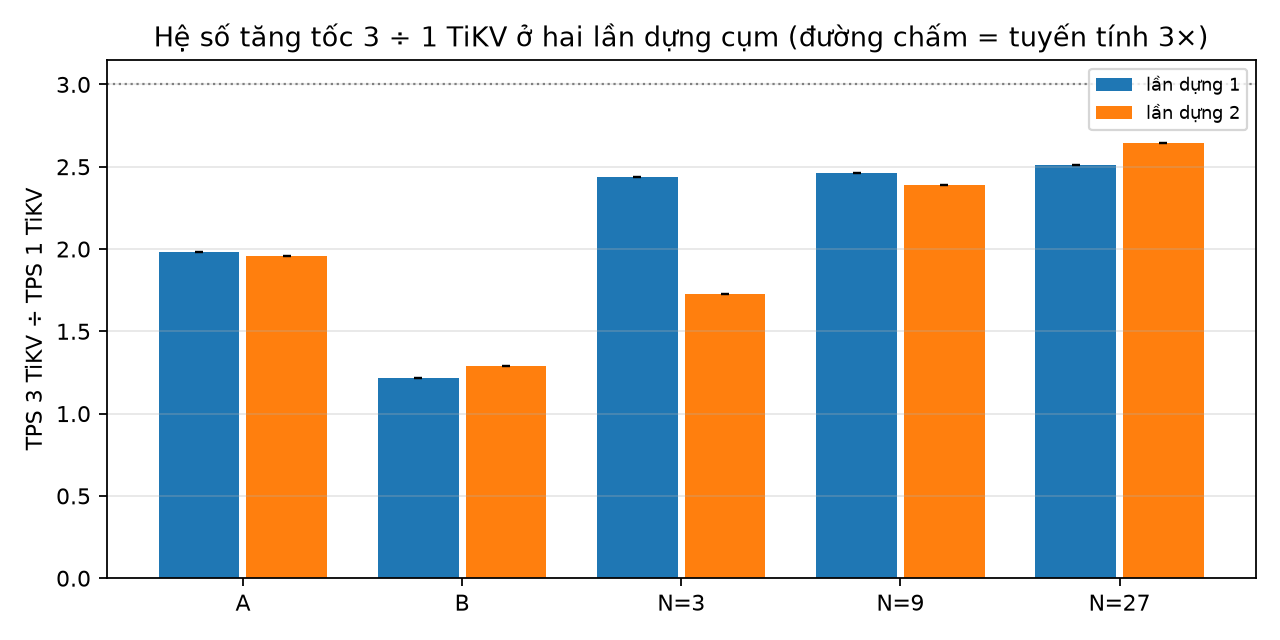 Hệ số tăng tốc 3 ÷ 1 TiKV ở hai lần dựng cụm (đường chấm = tuyến tính 3×)
lần dựng 1
lần dựng 2
TPS 3 TiKV ÷ TPS 1 TiKV
3.0
2.5
2.0
1.5
1.0
0.5
0.0
A B N=3 N=9 N=27